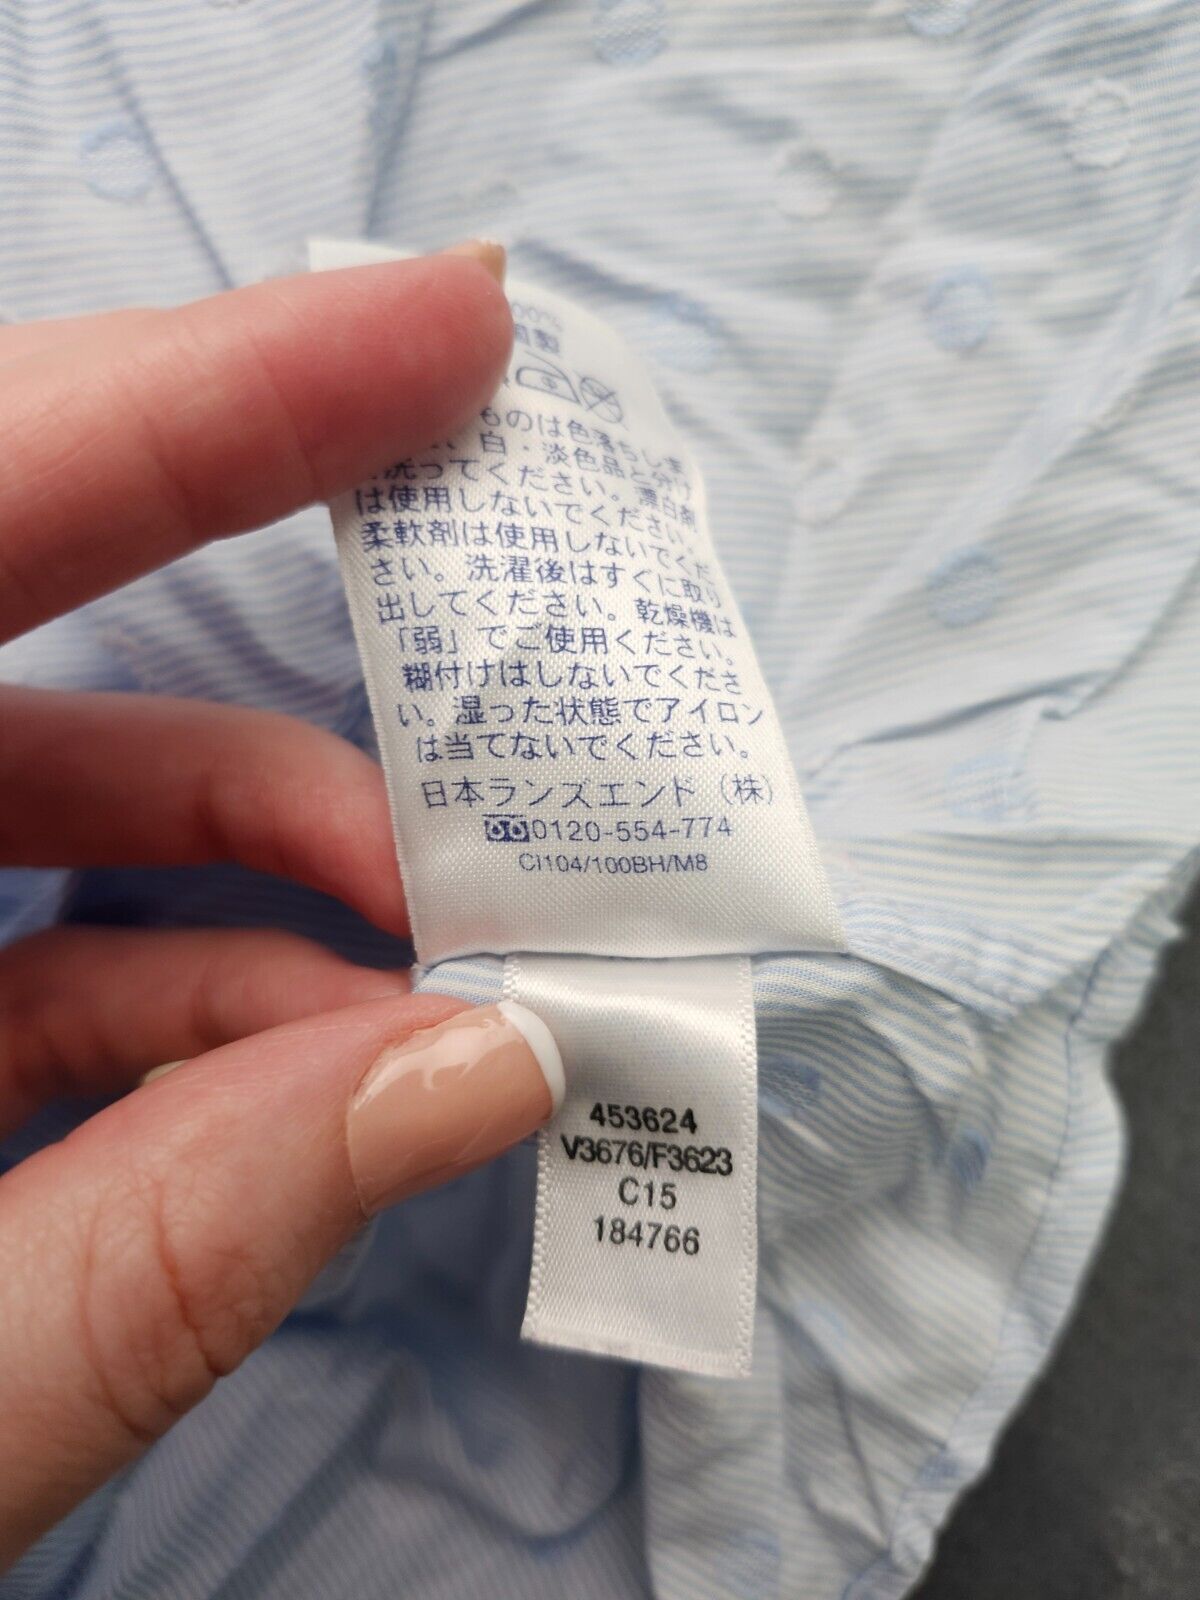 00%
国製
ものは色落ちしま
、白・淡色品と分け
洗ってください。漂白剤
は使用しないでください。
柔軟剤は使用しないでくだ
さい。洗濯後はすぐに取り
出してください。乾燥機は
「弱」でご使用ください。
糊付けはしないでくださ
い。湿った状態でアイロン
は当てないでください。
日本ランズエンド（株）
0120-554-774
CI104/100BH/M8
453624
V3676/F3623
C15
184766